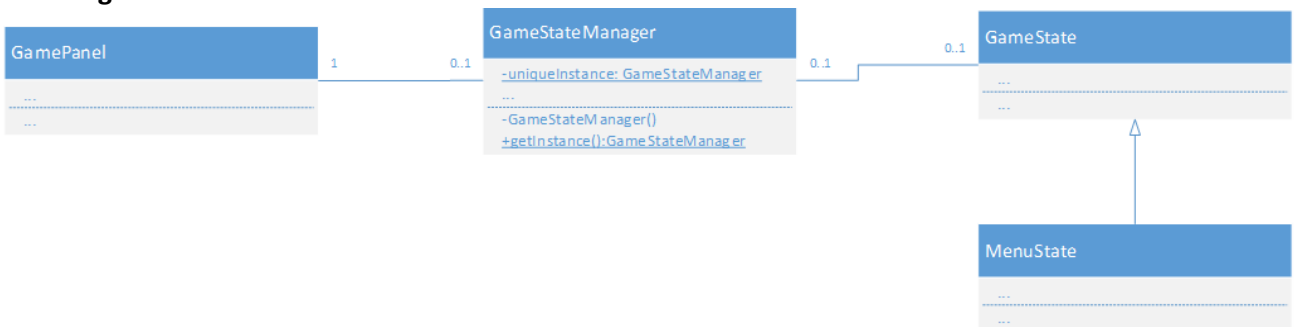 GamePanel
...
...
1
0..1
GameStateManager
-uniqueInstance: GameStateManager
...
-GameStateManager()
+getInstance():GameStateManager
0..1
0..1
GameState
...
...
MenuState
...
...